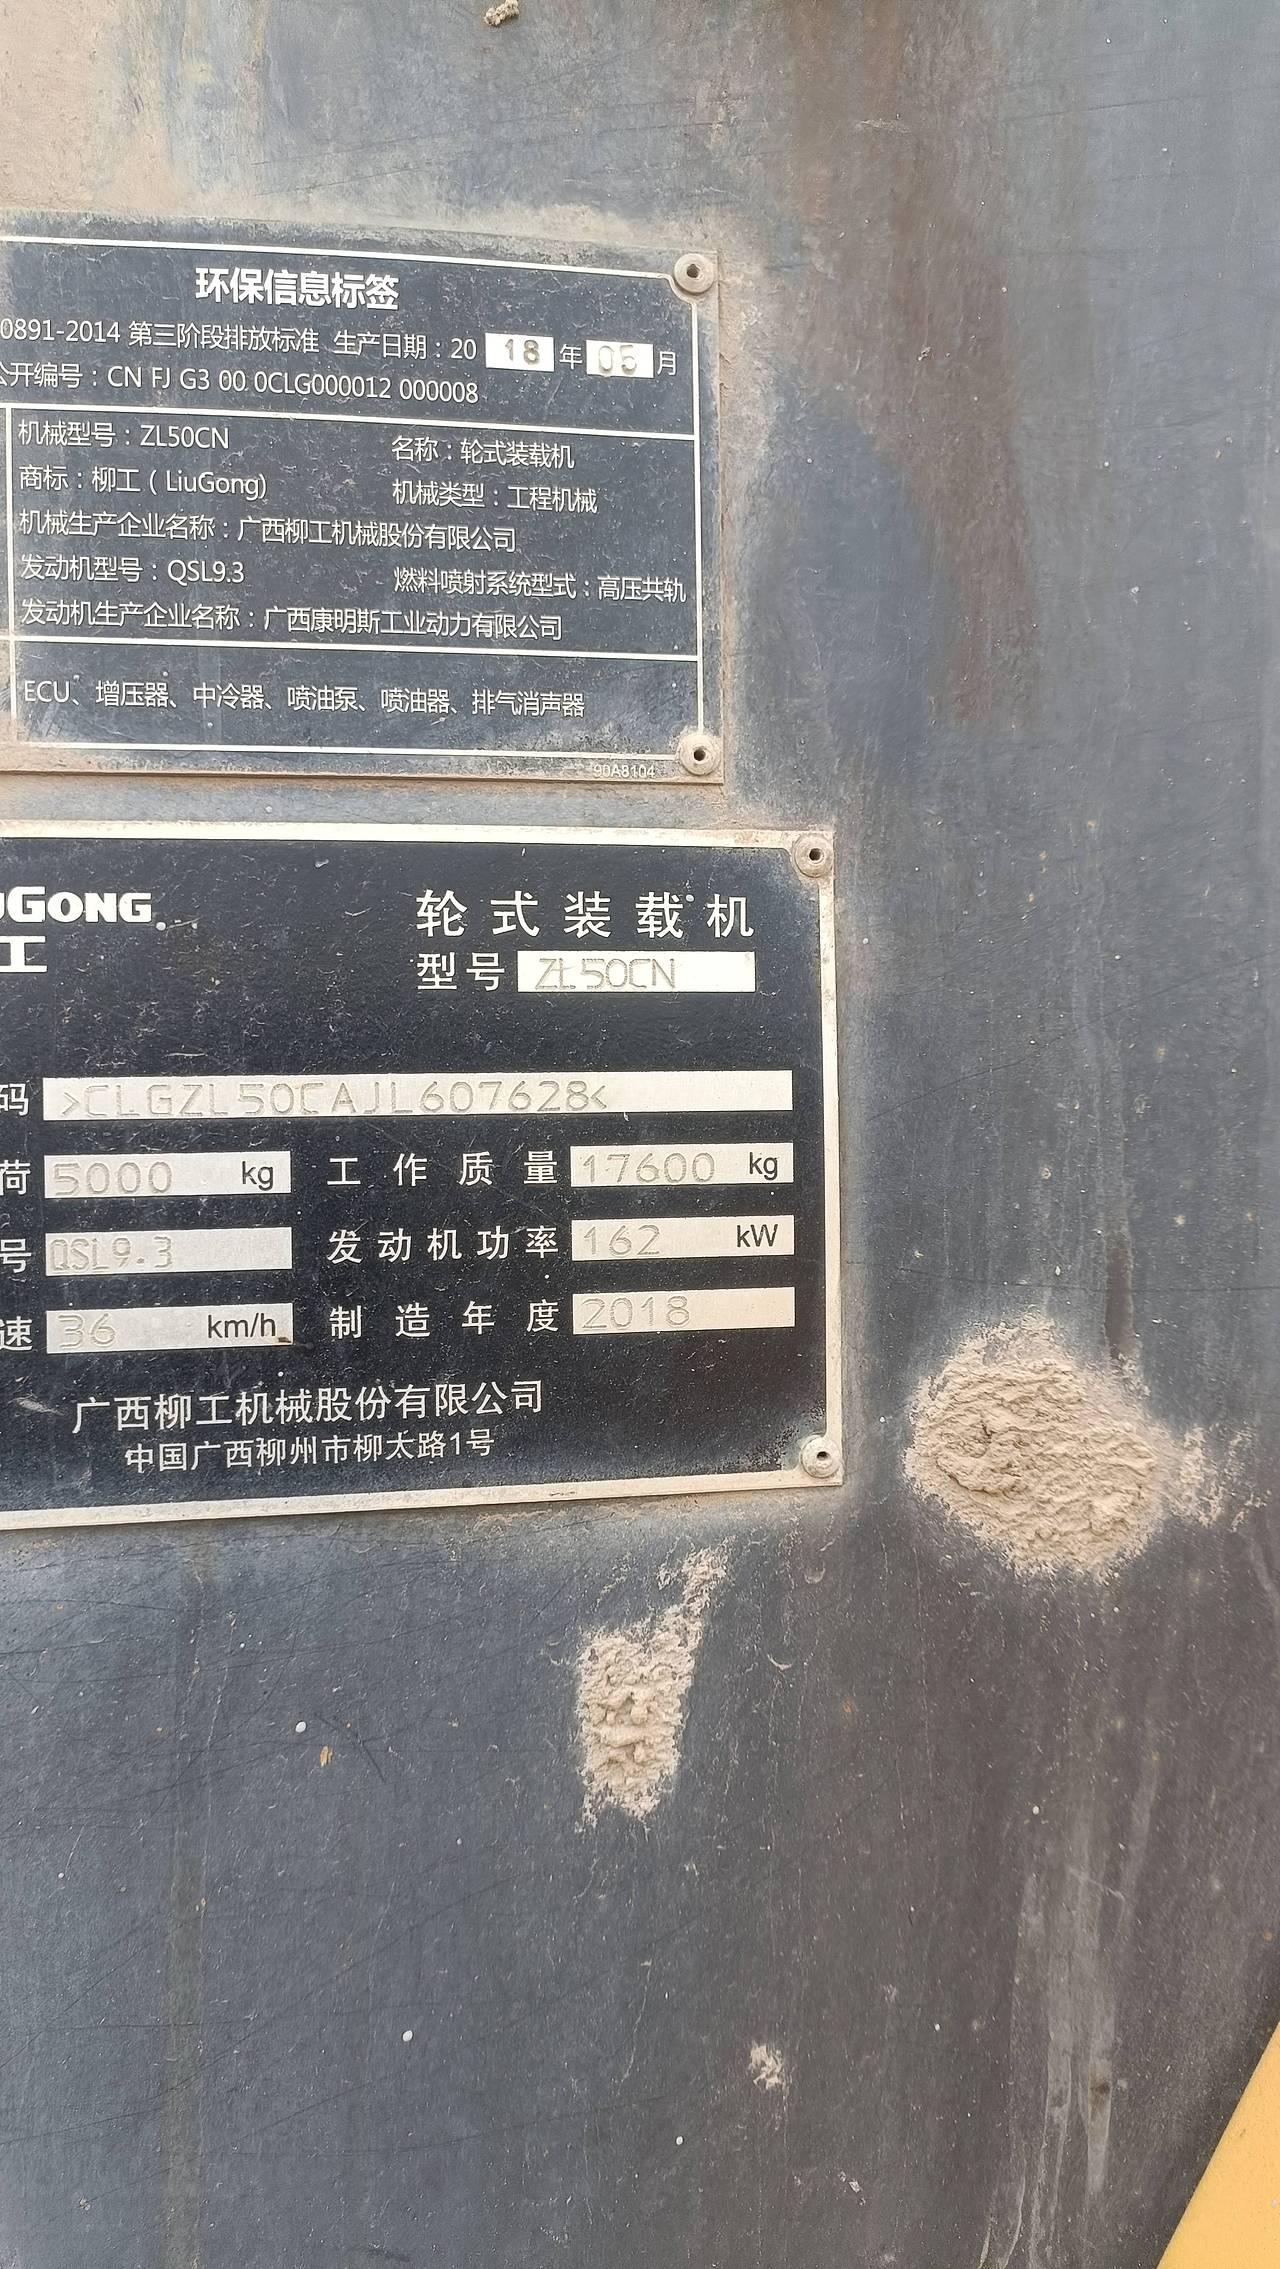 环保信息标签
0891-2014 第三阶段排放标准 生产日期：2018年05月
公开编号：CN FJ G3 00 0CLG000012 000008
机械型号：ZL50CN 名称：轮式装载机
商标：柳工（LiuGong) 机械类型：工程机械
机械生产企业名称：广西柳工机械股份有限公司
发动机型号：QSL9.3 燃料喷射系统型式：高压共轨
发动机生产企业名称：广西康明斯工业动力有限公司
ECU、增压器、中冷器、喷油泵、喷油器、排气消声器
90A8104
uGONG 轮式装载机
工 型号 ZL50CN
码 >CLGZL50CAJL607628<
荷 5000 kg 工作质量 17600 kg
号 QSL9.3 发动机功率 162 kW
速 36 km/h 制造年度 2018
广西柳工机械股份有限公司
中国广西柳州市柳太路1号